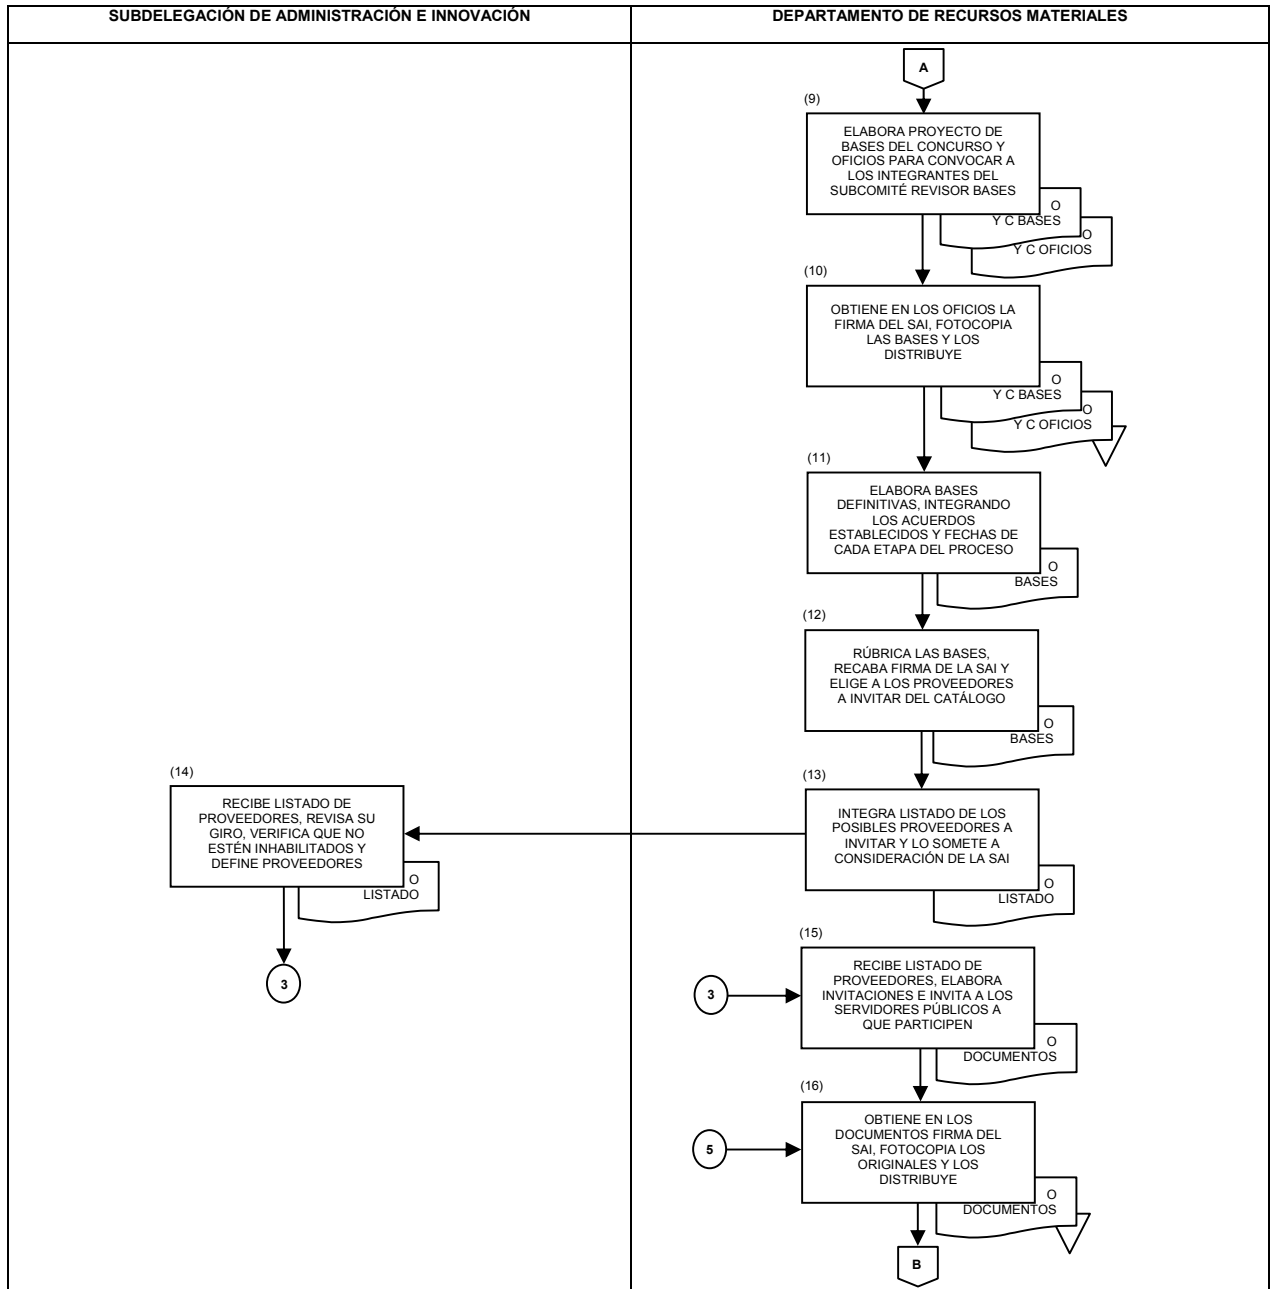 SUBDELEGACIÓN DE ADMINISTRACIÓN E INNOVACIÓN
DEPARTAMENTO DE RECURSOS MATERIALES
A
(9)
ELABORA PROYECTO DE
BASES DEL CONCURSO Y
OFICIOS PARA CONVOCAR A
LOS INTEGRANTES DEL
SUBCOMITÉ REVISOR BASES
O
Y C BASES
O
Y C OFICIOS
(10)
OBTIENE EN LOS OFICIOS LA
FIRMA DEL SAI, FOTOCOPIA
LAS BASES Y LOS
DISTRIBUYE
O
Y C BASES
O
Y C OFICIOS
(11)
ELABORA BASES
DEFINITIVAS, INTEGRANDO
LOS ACUERDOS
ESTABLECIDOS Y FECHAS DE
CADA ETAPA DEL PROCESO
O
BASES
(12)
RÚBRICA LAS BASES,
RECABA FIRMA DE LA SAI Y
ELIGE A LOS PROVEEDORES
A INVITAR DEL CATÁLOGO
O
BASES
(13)
INTEGRA LISTADO DE LOS
POSIBLES PROVEEDORES A
INVITAR Y LO SOMETE A
CONSIDERACIÓN DE LA SAI
O
LISTADO
(14)
RECIBE LISTADO DE
PROVEEDORES, REVISA SU
GIRO, VERIFICA QUE NO
ESTÉN INHABILITADOS Y
DEFINE PROVEEDORES
O
LISTADO
3
(15)
3
RECIBE LISTADO DE
PROVEEDORES, ELABORA
INVITACIONES E INVITA A LOS
SERVIDORES PÚBLICOS A
QUE PARTICIPEN
O
DOCUMENTOS
(16)
5
OBTIENE EN LOS
DOCUMENTOS FIRMA DEL
SAI, FOTOCOPIA LOS
ORIGINALES Y LOS
DISTRIBUYE
O
DOCUMENTOS
B